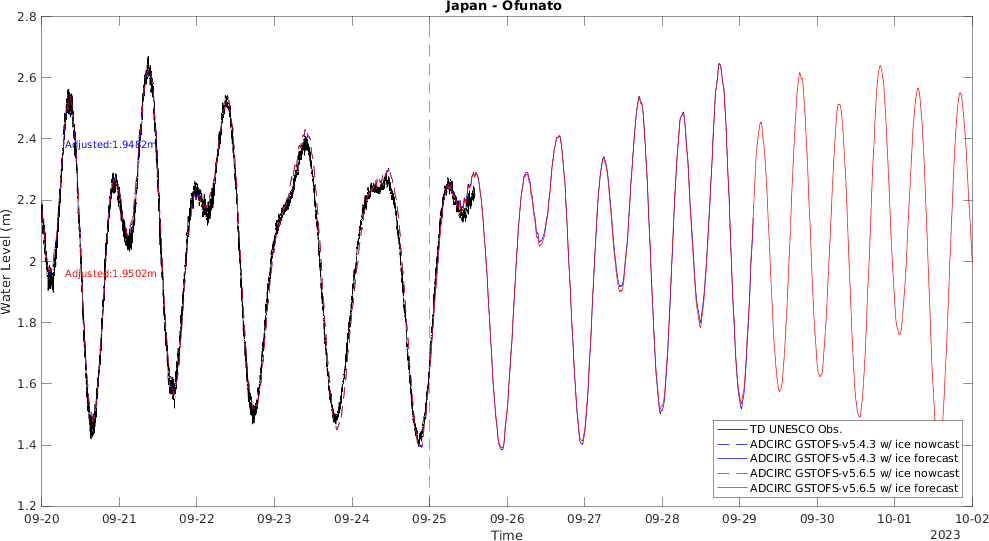 Japan - Ofunato
2.8
2.6
2.4
2.2
2
1.8
1.6
1.4
1.2
Water Level (m)
Adjusted:1.9482m
Adjusted:1.9502m
TD UNESCO Obs.
ADCIRC GSTOFS-v5.4.3 w/ ice nowcast
ADCIRC GSTOFS-v5.4.3 w/ ice forecast
ADCIRC GSTOFS-v5.6.5 w/ ice nowcast
ADCIRC GSTOFS-v5.6.5 w/ ice forecast
09-20 09-21 09-22 09-23 09-24 09-25 09-26 09-27 09-28 09-29 09-30 10-01 10-02
Time
2023